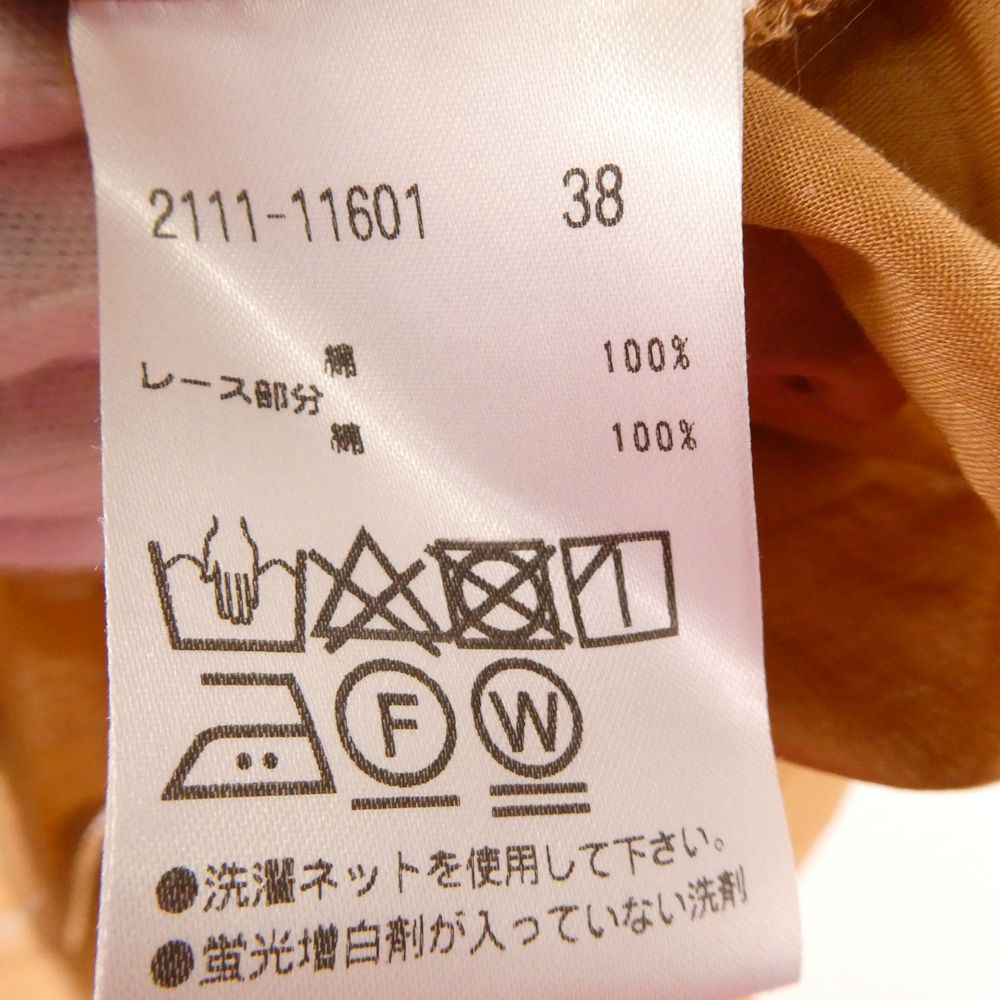 2111-11601 38
綿 100%
レース部分
綿 100%
F W
●洗濯ネットを使用して下さい。
●蛍光増白剤が入っていない洗剤